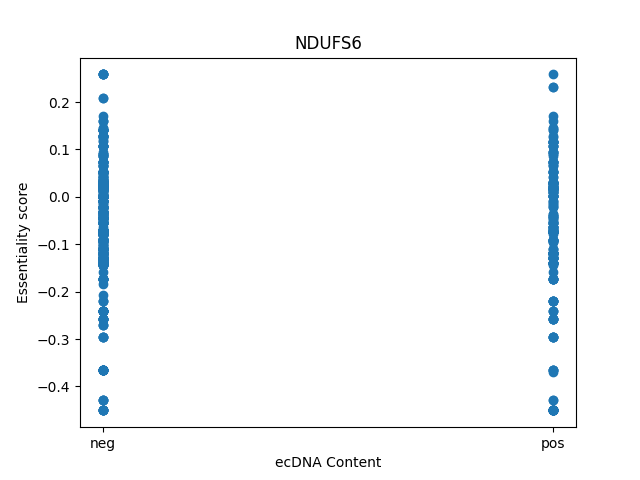 NDUFS6
Essentiality score
0.2
0.1
0.0
−0.1
−0.2
−0.3
−0.4
neg
pos
ecDNA Content